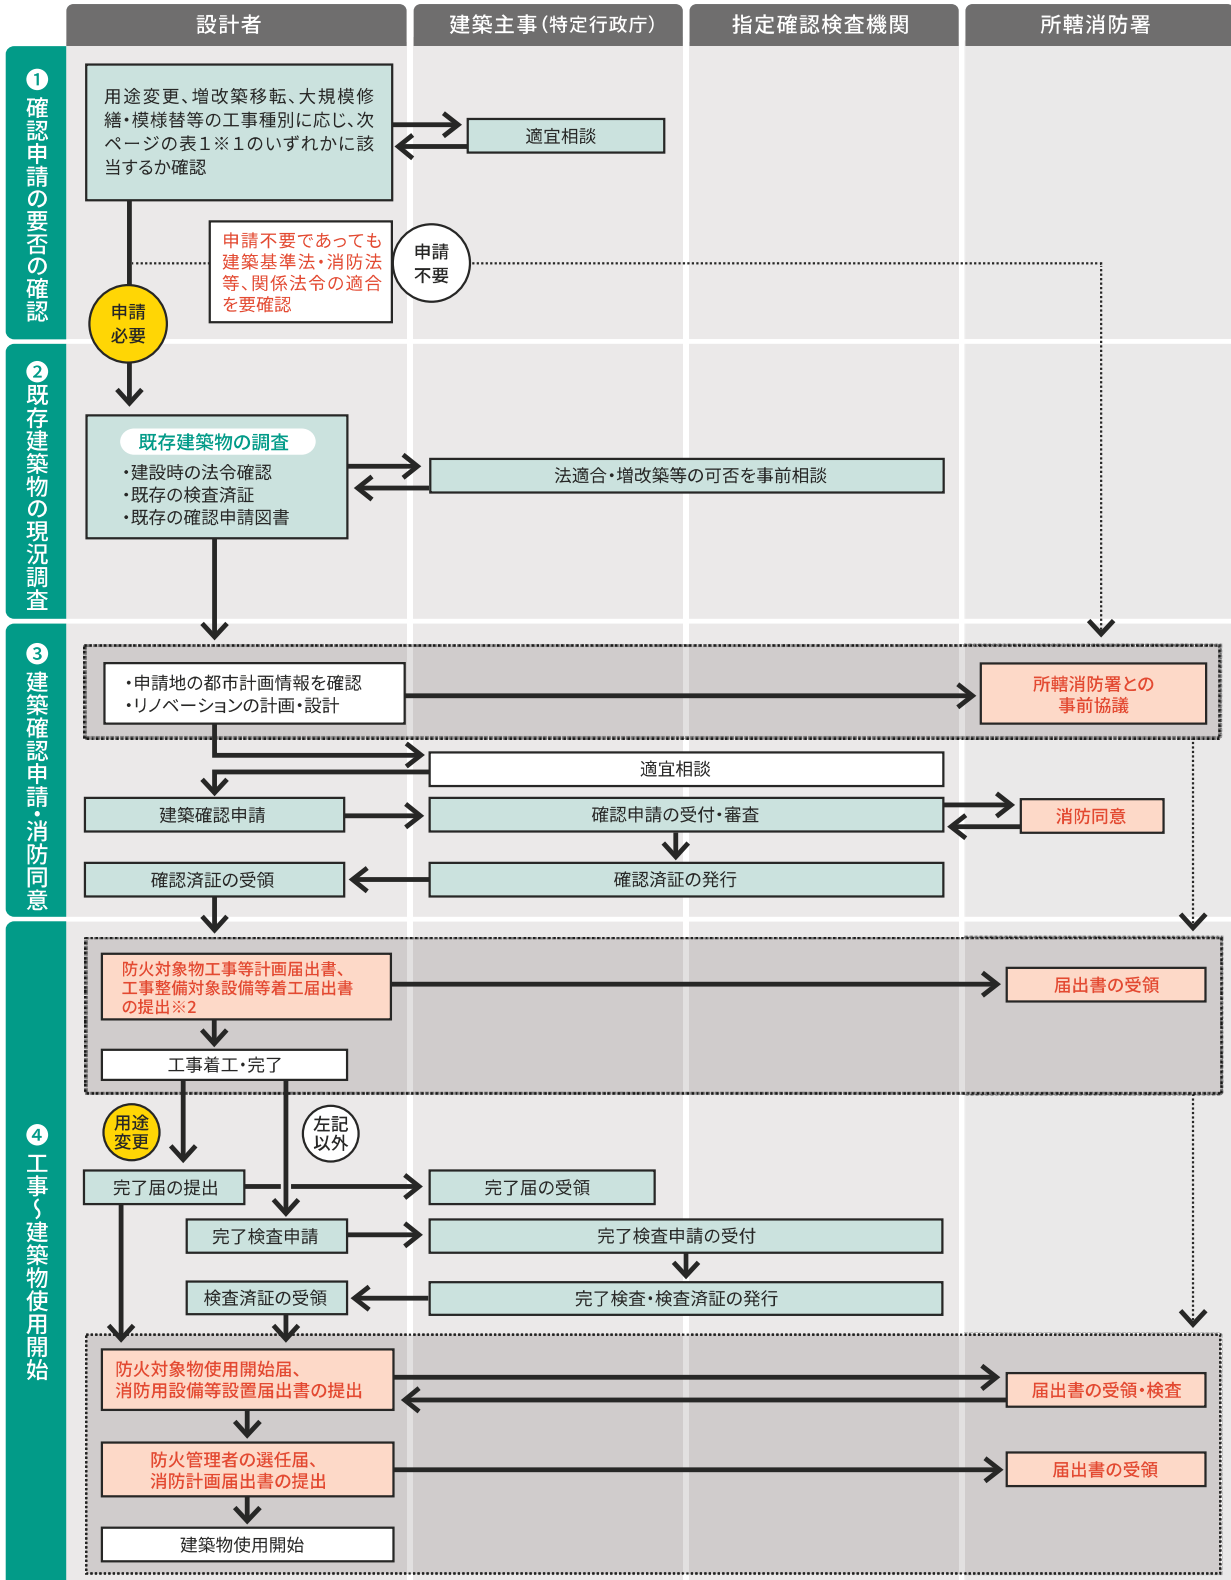 設計者
建築主事（特定行政庁）
指定確認検査機関
所轄消防署
❶確認申請の要否の確認
用途変更、増改築移転、大規模修
繕・模様替等の工事種別に応じ、次
ページの表１※１のいずれかに該
当するか確認
適宜相談
申請不要であっても
建築基準法・消防法
等、関係法令の適合
を要確認
申請
不要
申請
必要
❷既存建築物の現況調査
既存建築物の調査
・建設時の法令確認
・既存の検査済証
・既存の確認申請図書
法適合・増改築等の可否を事前相談
❸建築確認申請・消防同意
・申請地の都市計画情報を確認
・リノベーションの計画・設計
所轄消防署との
事前協議
適宜相談
建築確認申請
確認申請の受付・審査
消防同意
確認済証の受領
確認済証の発行
❹工事〜建築物使用開始
防火対象物工事等計画届出書、
工事整備対象設備等着工届出書
の提出※2
届出書の受領
工事着工・完了
用途
変更
左記
以外
完了届の提出
完了届の受領
完了検査申請
完了検査申請の受付
検査済証の受領
完了検査・検査済証の発行
防火対象物使用開始届、
消防用設備等設置届出書の提出
届出書の受領・検査
防火管理者の選任届、
消防計画届出書の提出
届出書の受領
建築物使用開始